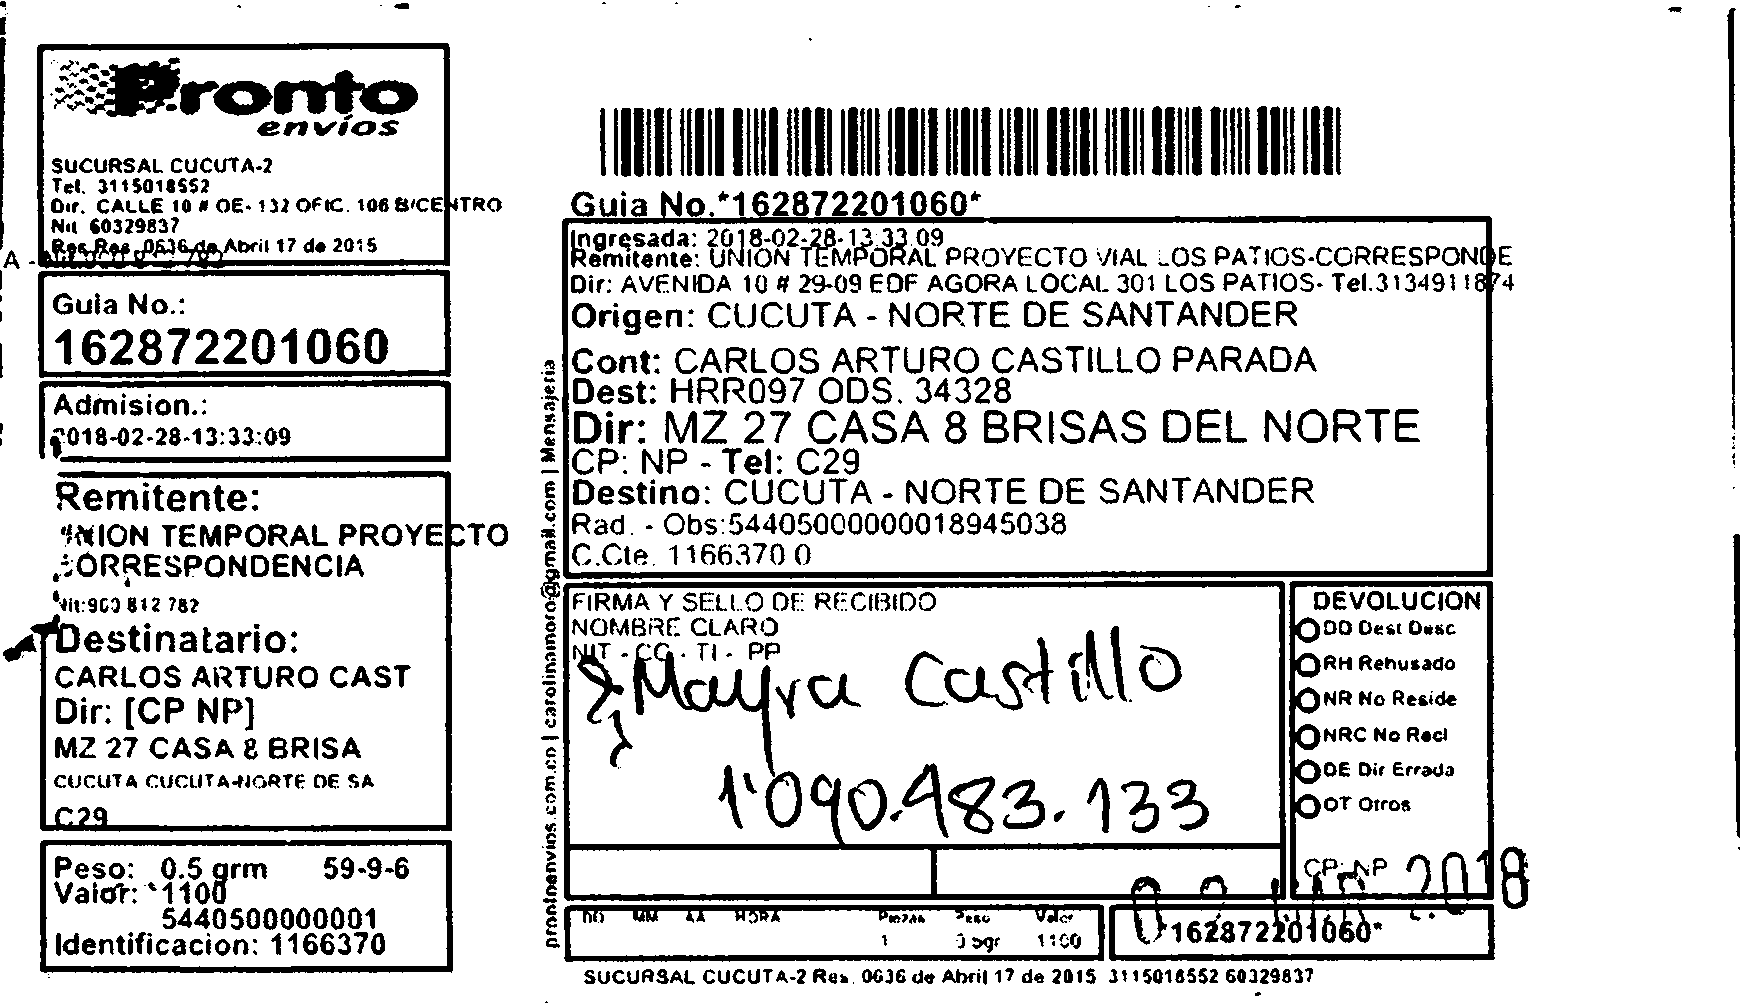 Pronto
envíos
SUCURSAL CUCUTA-2
Tel. 3115018552
Dir. CALLE 10 # OE- 132 OFIC. 106 B/CENTRO
Nit 60329837
Res Res. 0636 de Abril 17 de 2015
Guia No.:
162872201060
Admision.:
2018-02-28-13:33:09
Remitente:
UNION TEMPORAL PROYECTO
CORRESPONDENCIA
Nit:900 812 782
Destinatario:
CARLOS ARTURO CAST
Dir: [CP NP]
MZ 27 CASA 8 BRISA
CUCUTA CUCUTA-NORTE DE SA
C29
Peso: 0.5 grm 59-9-6
Valor: 1100
5440500000001
Identificacion: 1166370
prontoenvios.com.co | carolinamoro@gmail.com | Mensajeria
Guia No.*162872201060*
Ingresada: 2018-02-28-13:33:09
Remitente: UNION TEMPORAL PROYECTO VIAL LOS PATIOS-CORRESPONDE
Dir: AVENIDA 10 # 29-09 EDF AGORA LOCAL 301 LOS PATIOS- Tel.3134911874
Origen: CUCUTA - NORTE DE SANTANDER
Cont: CARLOS ARTURO CASTILLO PARADA
Dest: HRR097 ODS. 34328
Dir: MZ 27 CASA 8 BRISAS DEL NORTE
CP: NP - Tel: C29
Destino: CUCUTA - NORTE DE SANTANDER
Rad. - Obs:54405000000018945038
C.Cte. 1166370 0
FIRMA Y SELLO DE RECIBIDO
NOMBRE CLARO
NIT - CC - TI - PP
Mayra Castillo
1'090.483.133
DEVOLUCION
DD Dest Desc
RH Rehusado
NR No Reside
NRC No Recl
DE Dir Errada
OT Otros
CP: NP
2018
DD MM AA HORA Piezas Peso Valor
1 0.5gr 1100
*162872201060*
SUCURSAL CUCUTA-2 Res. 0636 de Abril 17 de 2015 3115018552 60329837